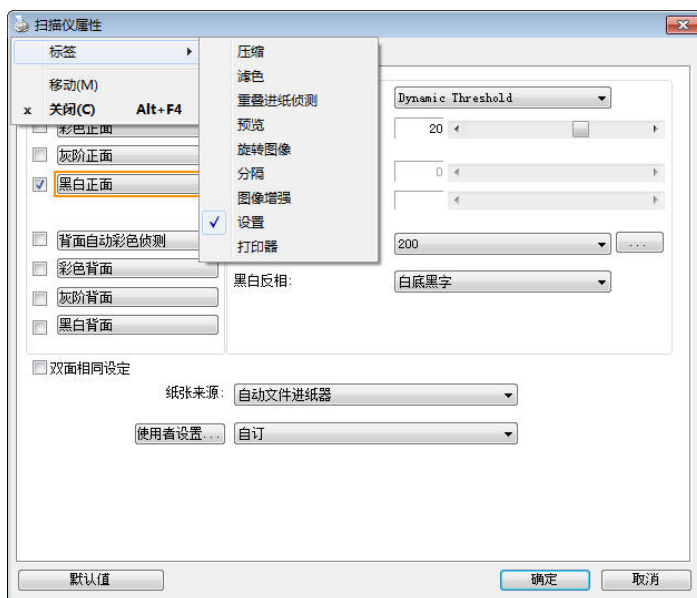 扫描仪属性
标签
移动(M)
x 关闭(C) Alt+F4
压缩
滤色
重叠进纸侦测
预览
旋转图像
分隔
图像增强
设置
打印器
彩色正面
灰阶正面
黑白正面
背面自动彩色侦测
彩色背面
灰阶背面
黑白背面
Dynamic Threshold
20
0
200
...
黑白反相:
白底黑字
双面相同设定
纸张来源:
自动文件进纸器
使用者设置...
自订
默认值
确定
取消